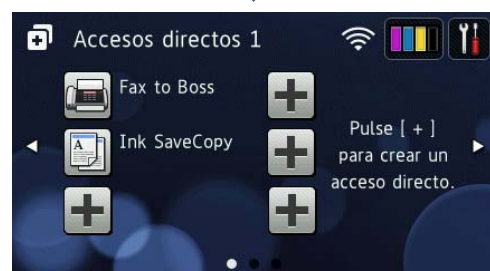 Accesos directos 1
Fax to Boss
Ink SaveCopy
Pulse [ + ]
para crear un
acceso directo.